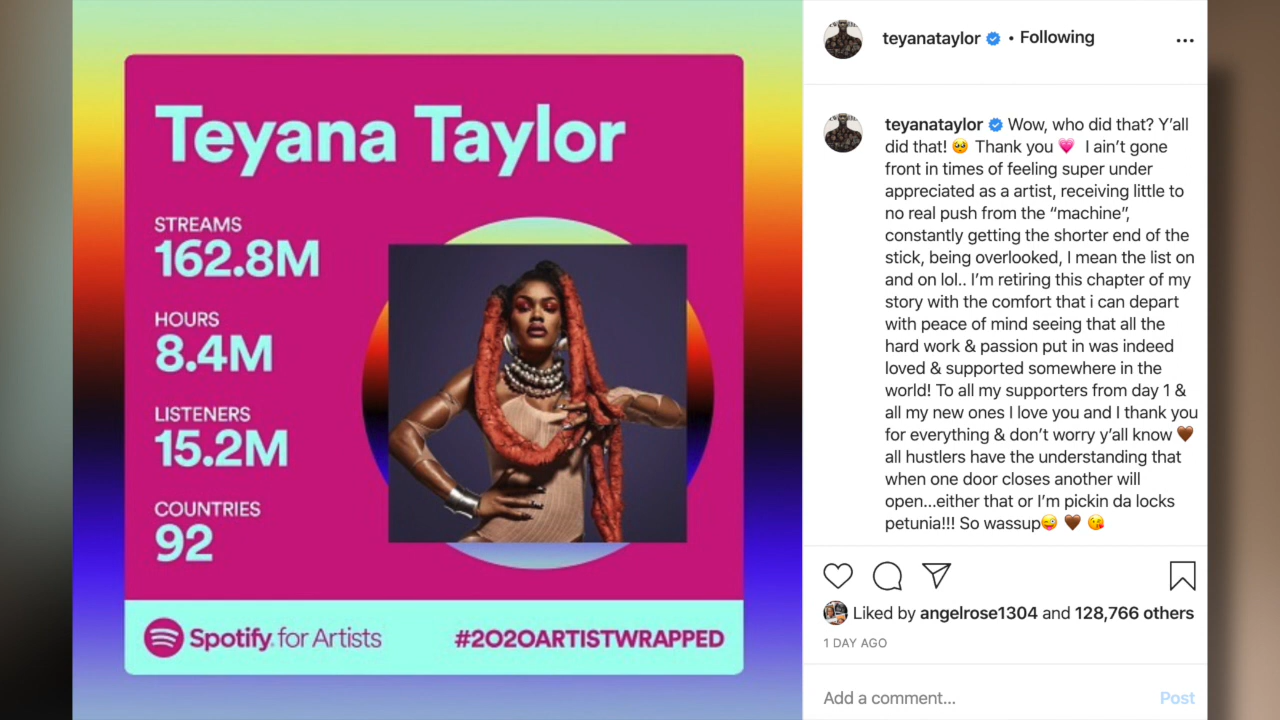 Teyana Taylor
STREAMS
162.8M
HOURS
8.4M
LISTENERS
15.2M
COUNTRIES
92
Spotify for Artists
#2020ARTISTWRAPPED
teyanataylor • Following
...
teyanataylor Wow, who did that? Y’all
did that! 🥺 Thank you 💗 I ain’t gone
front in times of feeling super under
appreciated as a artist, receiving little to
no real push from the “machine”,
constantly getting the shorter end of the
stick, being overlooked, I mean the list on
and on lol.. I’m retiring this chapter of my
story with the comfort that i can depart
with peace of mind seeing that all the
hard work & passion put in was indeed
loved & supported somewhere in the
world! To all my supporters from day 1 &
all my new ones I love you and I thank you
for everything & don’t worry y’all know 🤎
all hustlers have the understanding that
when one door closes another will
open...either that or I’m pickin da locks
petunia!!! So wassup😜 🤎 😘
Liked by angelrose1304 and 128,766 others
1 DAY AGO
Add a comment...
Post